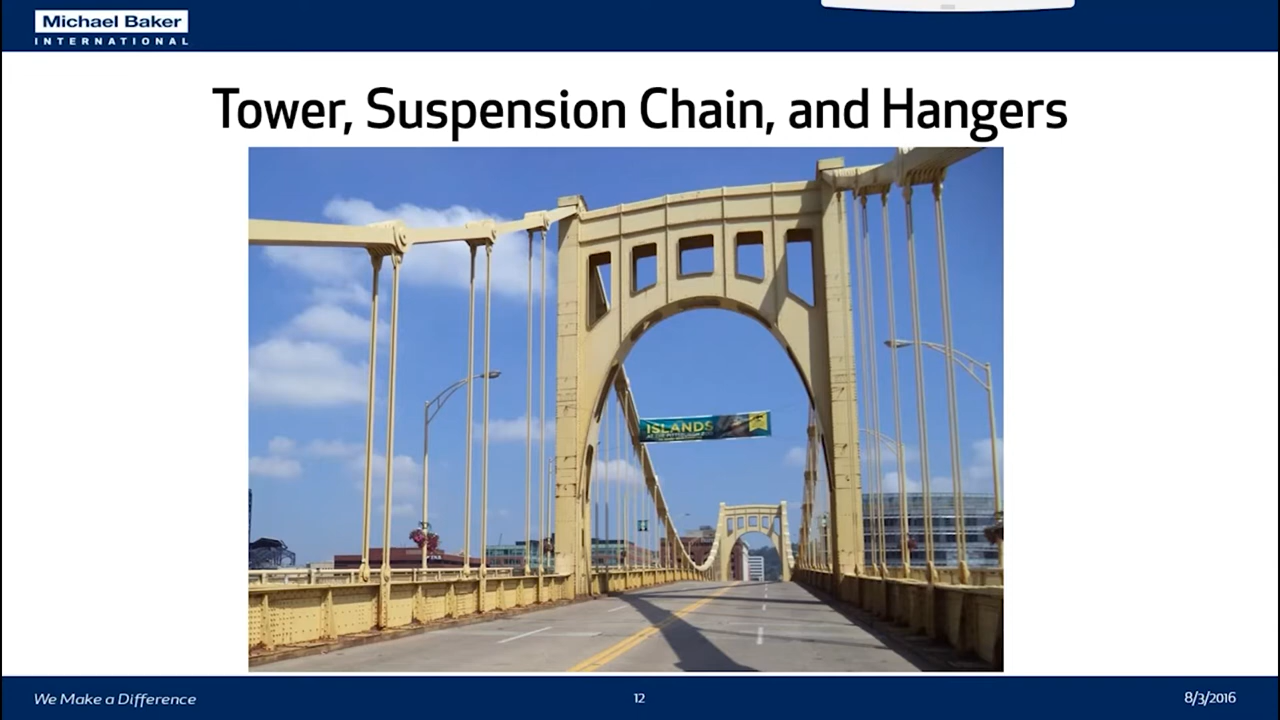 Michael Baker
INTERNATIONAL
Tower, Suspension Chain, and Hangers
ISLANDS
We Make a Difference
12
8/3/2016